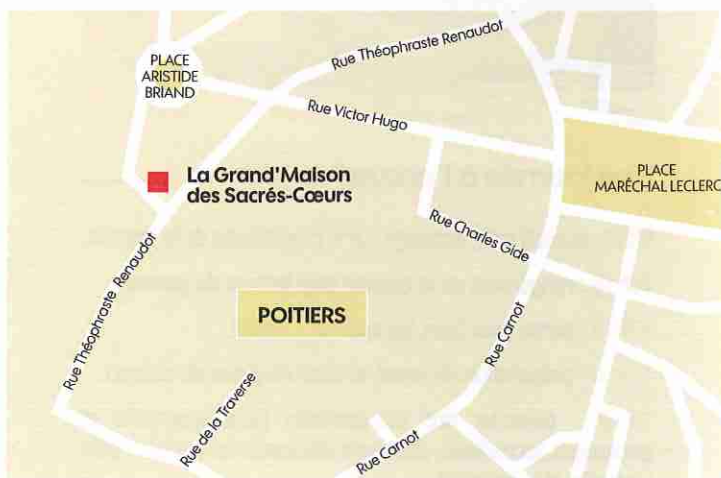 Rue Théophraste Renaudot
PLACE
ARISTIDE
BRIAND
Rue Victor Hugo
La Grand'Maison
des Sacrés-Cœurs
PLACE
MARÉCHAL LECLERC
Rue Charles Gide
Rue Théophraste Renaudot
POITIERS
Rue Carnot
Rue de la Traverse
Rue Carnot